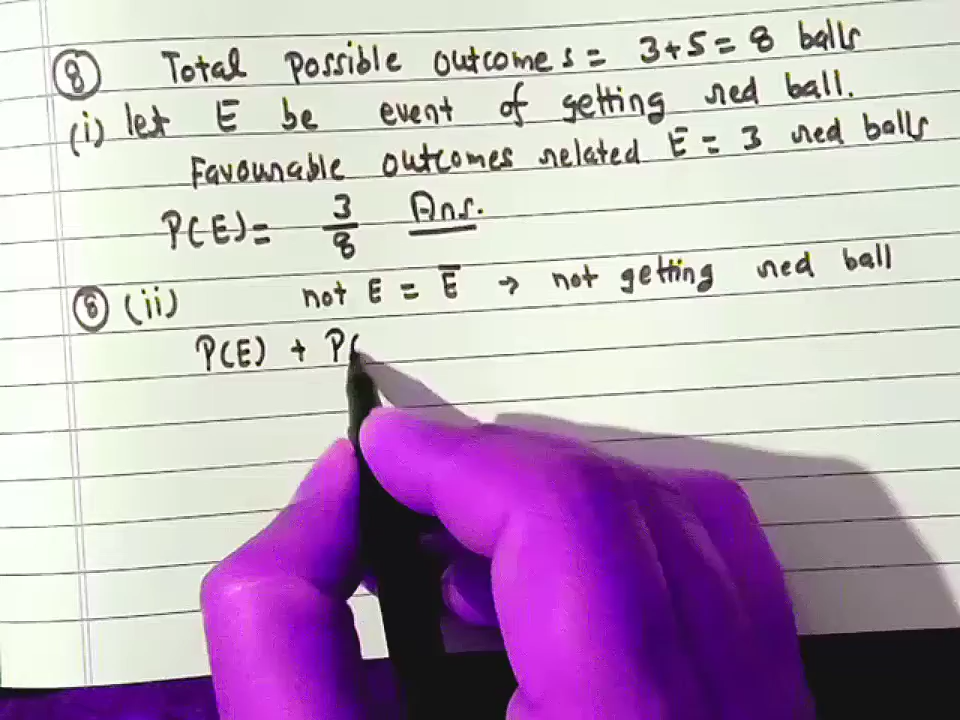 ⑧ Total possible outcomes = 3+5 = 8 balls
(i) let E be event of getting red ball.
Favourable outcomes related E = 3 red balls
P(E) = 3/8 Ans.
⑧ (ii) not E = E̅ → not getting red ball
P(E) + P(